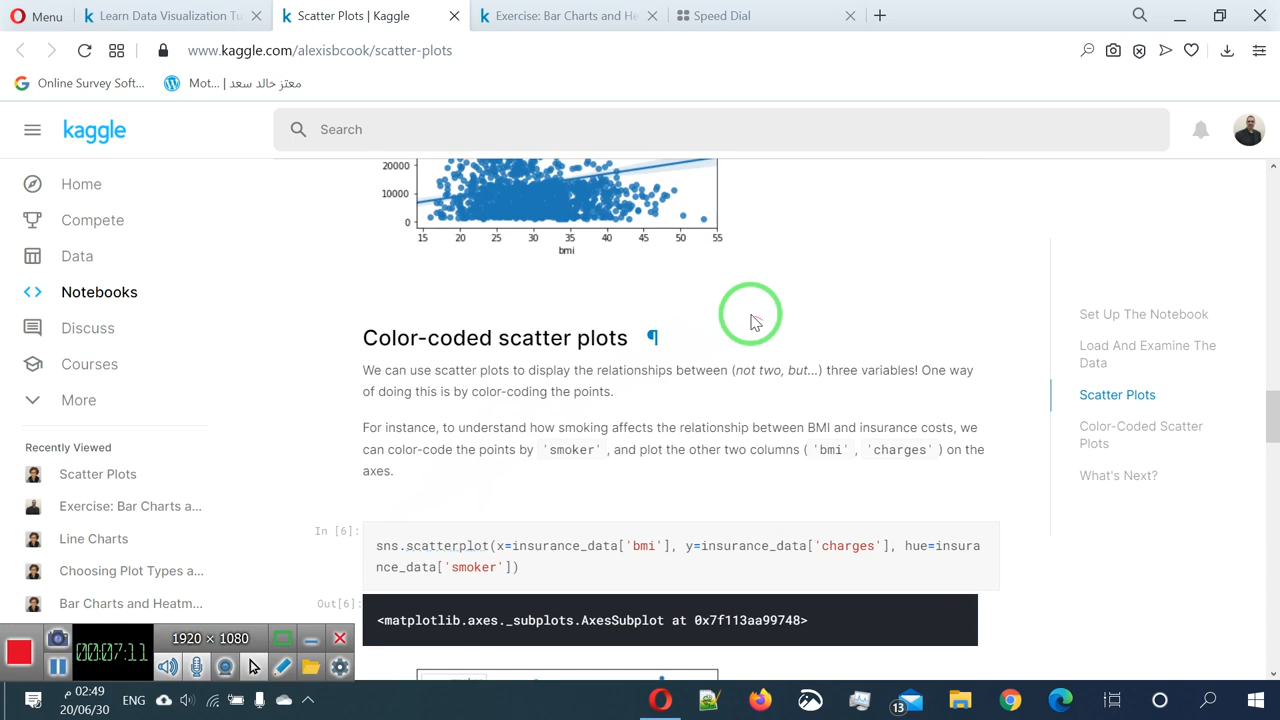 Menu
Learn Data Visualization Tu
Scatter Plots | Kaggle
Exercise: Bar Charts and He
Speed Dial
www.kaggle.com/alexisbcook/scatter-plots
Online Survey Soft...
Mot... | معتز خالد سعد
kaggle
Search
Home
Compete
Data
Notebooks
Discuss
Courses
More
Recently Viewed
Scatter Plots
Exercise: Bar Charts a...
Line Charts
Choosing Plot Types a...
Bar Charts and Heatm...
20000
10000
0
15 20 25 30 35 40 45 50 55
bmi
Color-coded scatter plots ¶
We can use scatter plots to display the relationships between (not two, but...) three variables! One way
of doing this is by color-coding the points.
For instance, to understand how smoking affects the relationship between BMI and insurance costs, we
can color-code the points by 'smoker', and plot the other two columns ('bmi', 'charges') on the
axes.
In [6]:
sns.scatterplot(x=insurance_data['bmi'], y=insurance_data['charges'], hue=insura
nce_data['smoker'])
Out[6]:
<matplotlib.axes._subplots.AxesSubplot at 0x7f113aa99748>
Set Up The Notebook
Load And Examine The
Data
Scatter Plots
Color-Coded Scatter
Plots
What's Next?
00:07:11
1920 × 1080
02:49 م
20/06/30
ENG
13